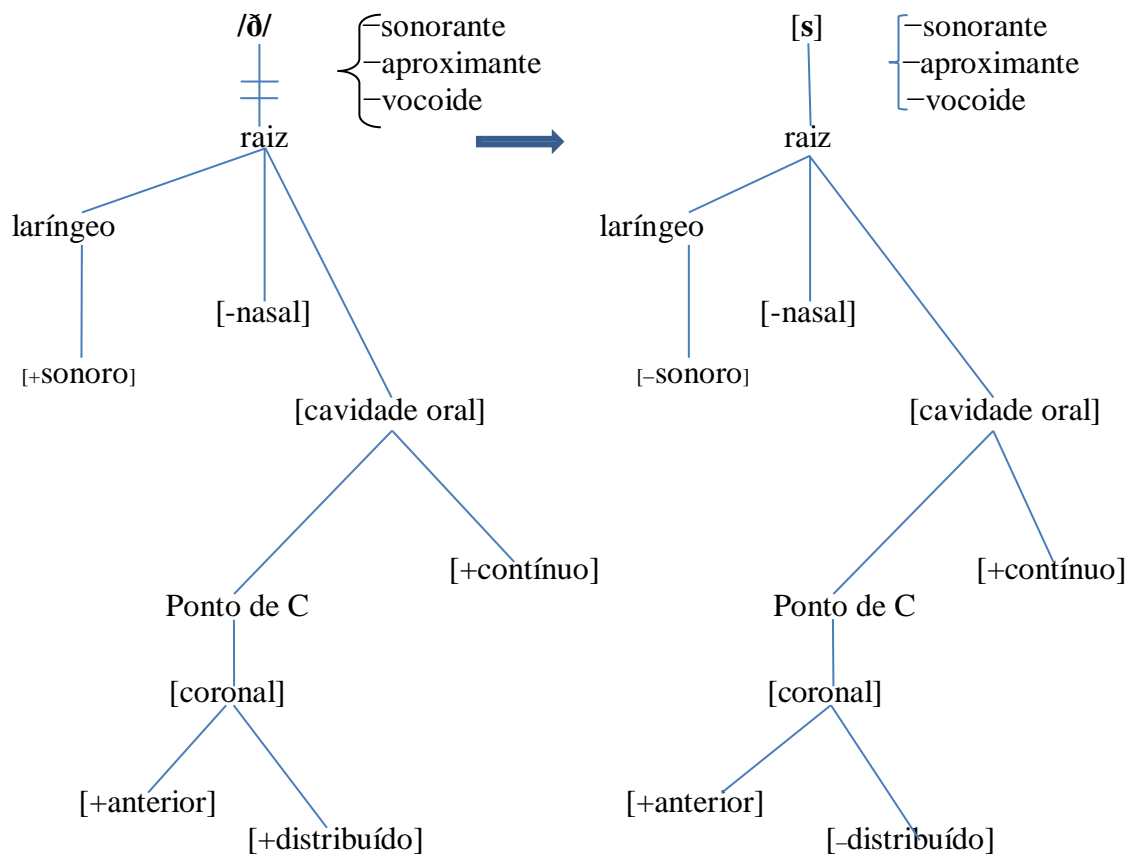 /ð/
−sonorante
−aproximante
−vocoide
raiz
laríngeo
[-nasal]
[+sonoro]
[cavidade oral]
[+contínuo]
Ponto de C
[coronal]
[+anterior]
[+distribuído]
[s]
−sonorante
−aproximante
−vocoide
raiz
laríngeo
[-nasal]
[−sonoro]
[cavidade oral]
[+contínuo]
Ponto de C
[coronal]
[+anterior]
[−distribuído]